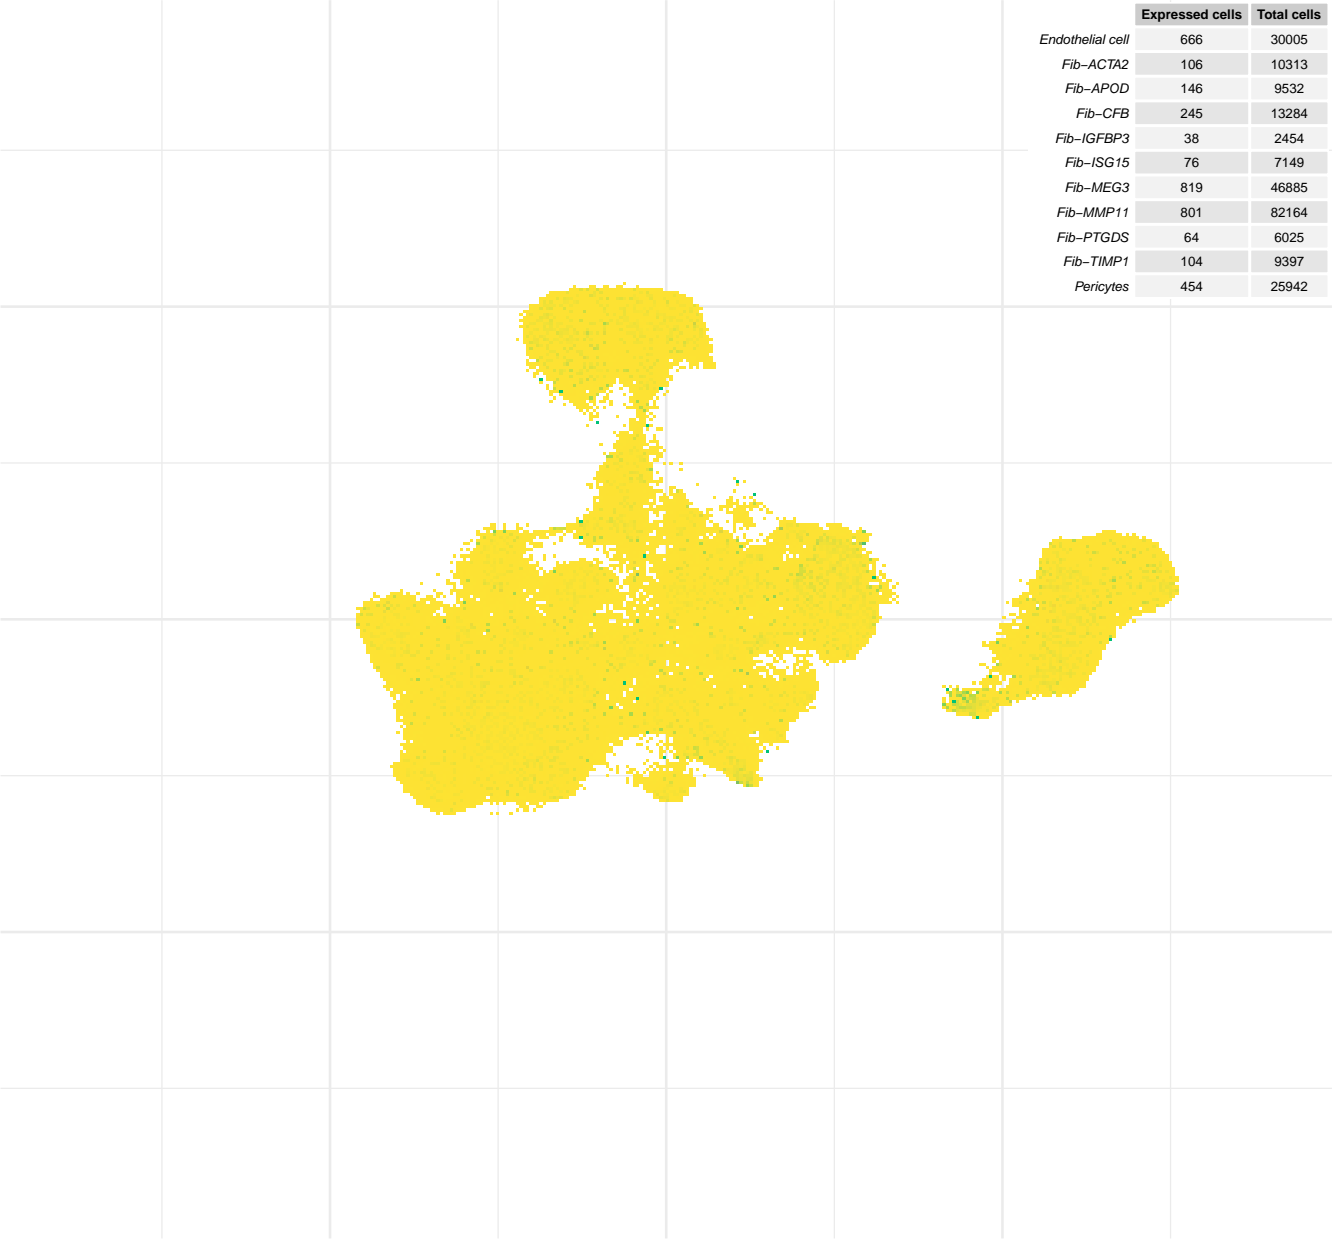 Expressed cells Total cells
Endothelial cell 666 30005
Fib−ACTA2 106 10313
Fib−APOD 146 9532
Fib−CFB 245 13284
Fib−IGFBP3 38 2454
Fib−ISG15 76 7149
Fib−MEG3 819 46885
Fib−MMP11 801 82164
Fib−PTGDS 64 6025
Fib−TIMP1 104 9397
Pericytes 454 25942